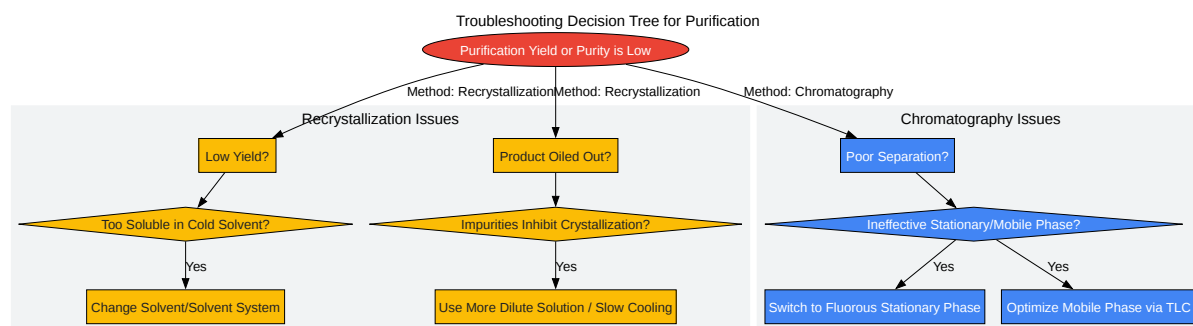 Troubleshooting Decision Tree for Purification
Purification Yield or Purity is Low
Method: Recrystallization
Method: Recrystallization
Method: Chromatography
Recrystallization Issues
Chromatography Issues
Low Yield?
Product Oiled Out?
Poor Separation?
Too Soluble in Cold Solvent?
Impurities Inhibit Crystallization?
Ineffective Stationary/Mobile Phase?
Yes
Yes
Yes
Yes
Change Solvent/Solvent System
Use More Dilute Solution / Slow Cooling
Switch to Fluorous Stationary Phase
Optimize Mobile Phase via TLC